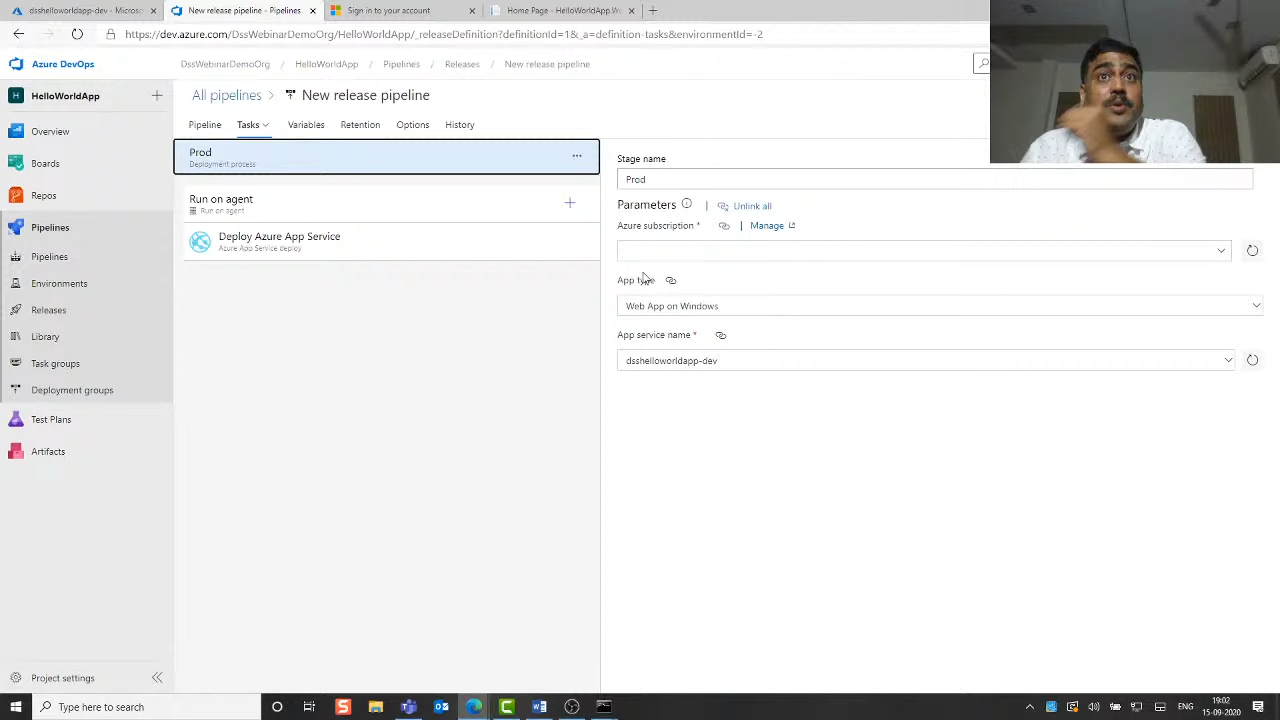 dsshelloworldapp-dev - Micros
New release pipeline - Pipelines
Sign in to your account
Home Page - HelloWorldApp.W
https://dev.azure.com/DssWebinarDemoOrg/HelloWorldApp/_releaseDefinition?definitionId=1&_a=definition-tasks&environmentId=-2
Azure DevOps
DssWebinarDemoOrg / HelloWorldApp / Pipelines / Releases / New release pipeline
H HelloWorldApp
All pipelines > New release pipeline
Pipeline Tasks Variables Retention Options History
Overview
Boards
Repos
Pipelines
Pipelines
Environments
Releases
Library
Task groups
Deployment groups
Test Plans
Artifacts
Project settings
Prod
Deployment process
Run on agent
Run on agent
Deploy Azure App Service
Azure App Service deploy
Stage name
Prod
Parameters | Unlink all
Azure subscription * | Manage
App type
Web App on Windows
App service name *
dsshelloworldapp-dev
Type here to search
ENG
19:02
15-09-2020